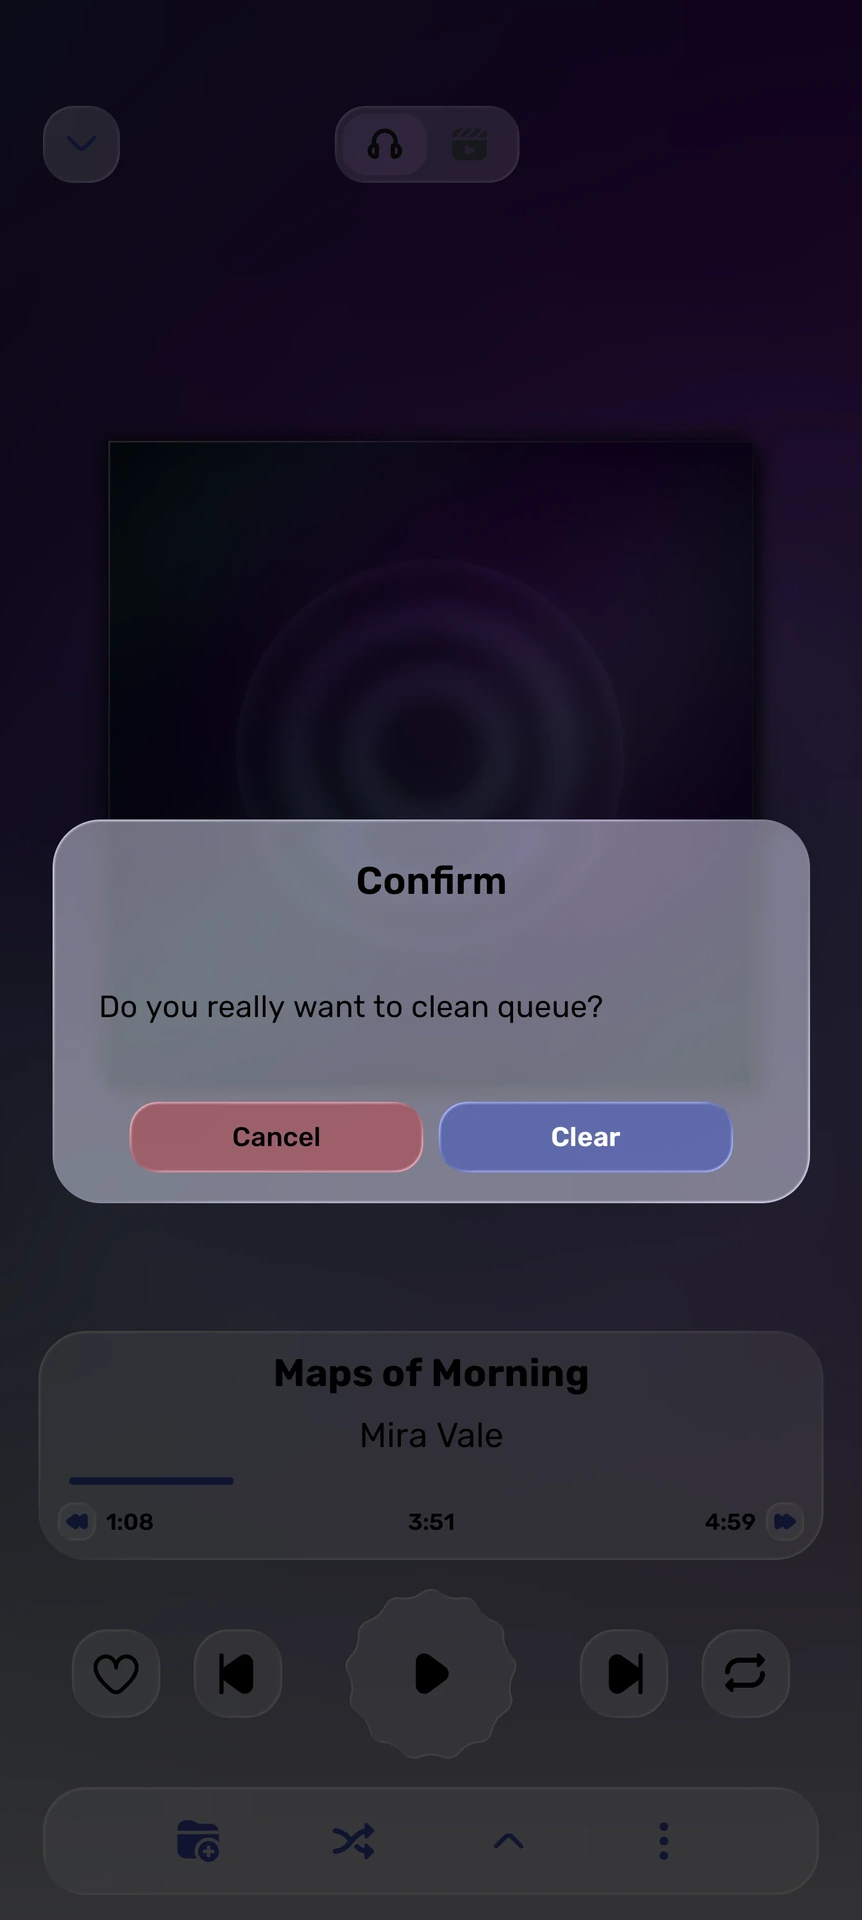 Confirm
Do you really want to clean queue?
Cancel
Clear
Maps of Morning
Mira Vale
1:08
3:51
4:59